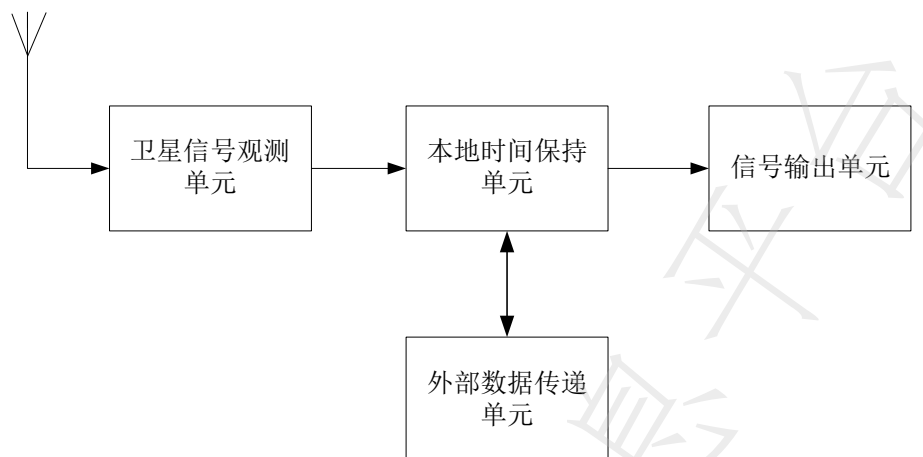 卫星信号观测
单元
本地时间保持
单元
信号输出单元
外部数据传递
单元